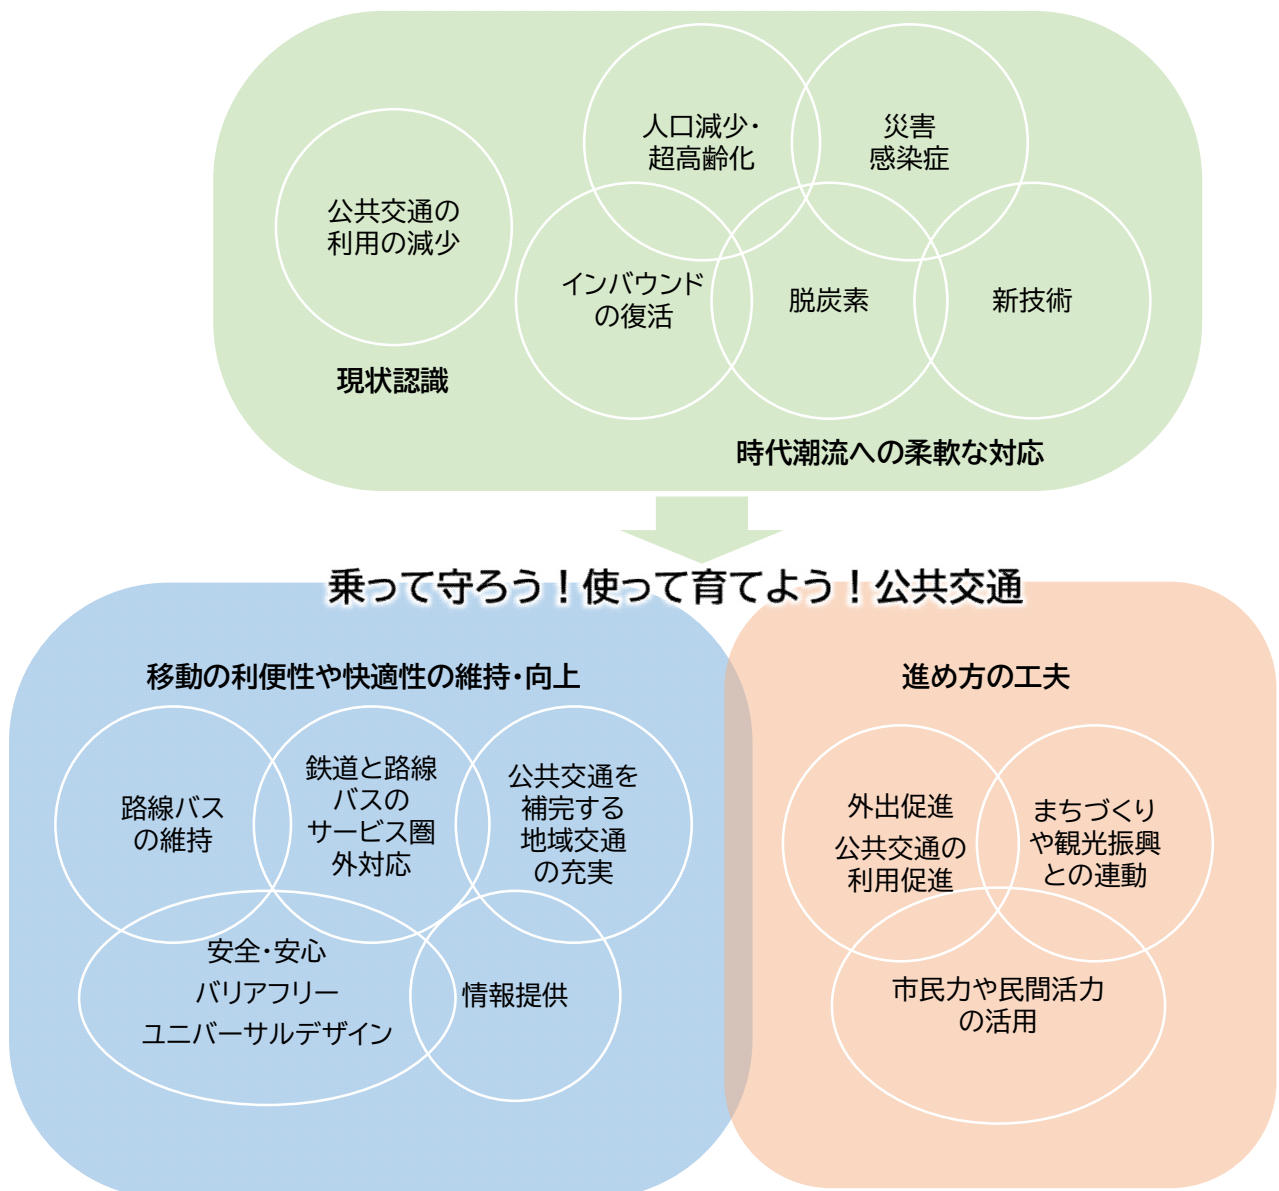 人口減少・
超高齢化
災害
感染症
公共交通の
利用の減少
インバウンド
の復活
脱炭素
新技術
現状認識
時代潮流への柔軟な対応
乗って守ろう！使って育てよう！公共交通
移動の利便性や快適性の維持・向上
路線バス
の維持
鉄道と路線
バスの
サービス圏
外対応
公共交通を
補完する
地域交通
の充実
安全・安心
バリアフリー
ユニバーサルデザイン
情報提供
進め方の工夫
外出促進
公共交通の
利用促進
まちづくり
や観光振興
との連動
市民力や民間活力
の活用